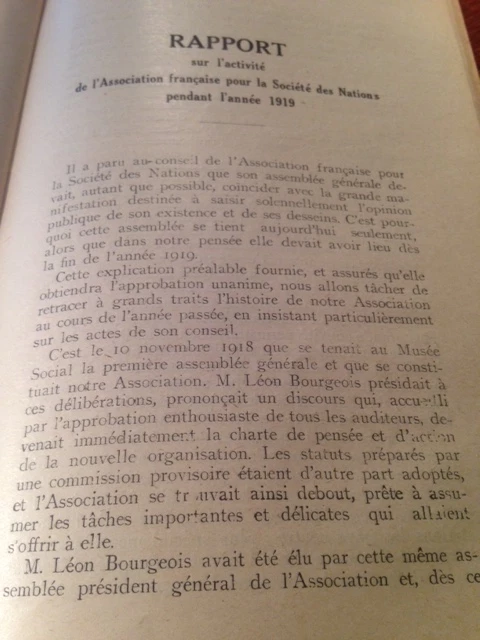 RAPPORT
sur l'activité
de l'Association française pour la Société des Nations
pendant l'année 1919
Il a paru au conseil de l'Association française pour
la Société des Nations que son assemblée générale de-
vait, autant que possible, coïncider avec la grande ma-
nifestation destinée à saisir solennellement l'opinion
publique de son existence et de ses desseins. C'est pour-
quoi cette assemblée se tient aujourd'hui seulement,
alors que dans notre pensée elle devait avoir lieu dès
la fin de l'année 1919.
Cette explication préalable fournie, et assurés qu'elle
obtiendra l'approbation unanime, nous allons tâcher de
retracer à grands traits l'histoire de notre Association
au cours de l'année passée, en insistant particulièrement
sur les actes de son conseil.
C'est le 10 novembre 1918 que se tenait au Musée
Social la première assemblée générale et que se consti-
tuait notre Association. M. Léon Bourgeois présidait à
ces délibérations, prononçait un discours qui, accueilli
par l'approbation enthousiaste de tous les auditeurs, de-
venait immédiatement la charte de pensée et d'action
de la nouvelle organisation. Les statuts préparés par
une commission provisoire étaient d'autre part adoptés,
et l'Association se trouvait ainsi debout, prête à assu-
mer les tâches importantes et délicates qui allaient
s'offrir à elle.
M. Léon Bourgeois avait été élu par cette même as-
semblée président général de l'Association et, dès ce